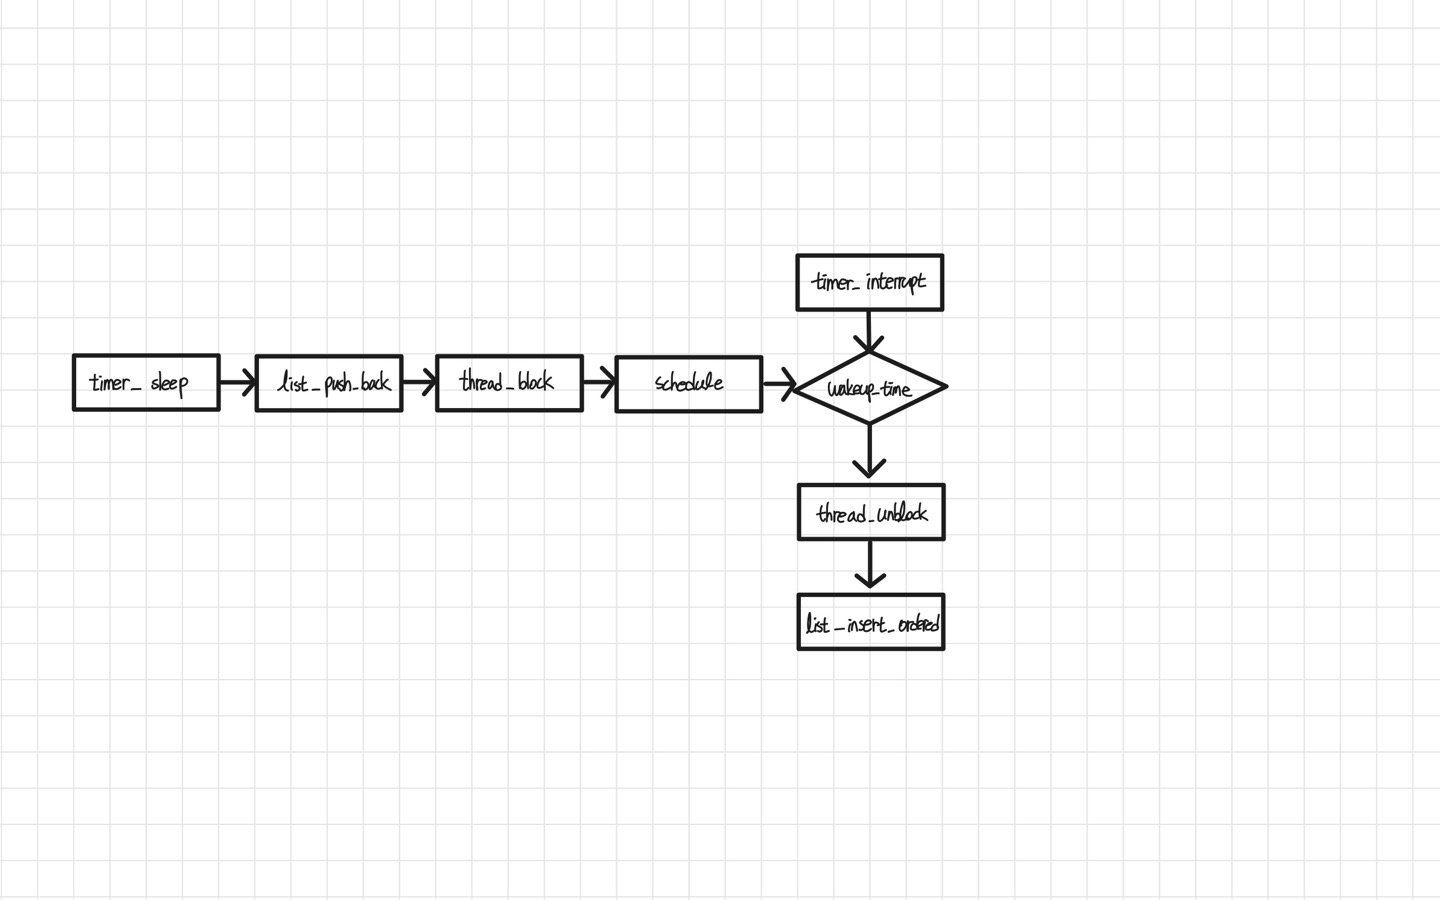 timer_interrupt
timer_sleep
list_push_back
thread_block
schedule
wakeup_time
thread_unblock
list_insert_ordered